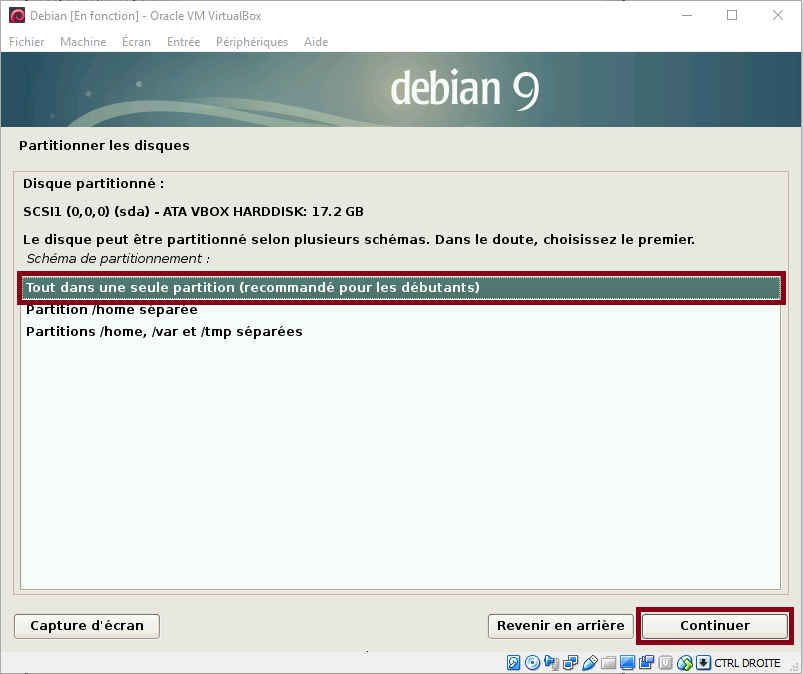 Debian [En fonction] - Oracle VM VirtualBox
Fichier Machine Écran Entrée Périphériques Aide
debian 9
Partitionner les disques
Disque partitionné :
SCSI1 (0,0,0) (sda) - ATA VBOX HARDDISK: 17.2 GB
Le disque peut être partitionné selon plusieurs schémas. Dans le doute, choisissez le premier.
Schéma de partitionnement :
Tout dans une seule partition (recommandé pour les débutants)
Partition /home séparée
Partitions /home, /var et /tmp séparées
Capture d'écran Revenir en arrière Continuer
CTRL DROITE